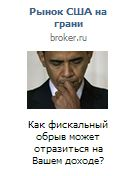 Рынок США на
грани
broker.ru
Как фискальный
обрыв может
отразиться на
Вашем доходе?